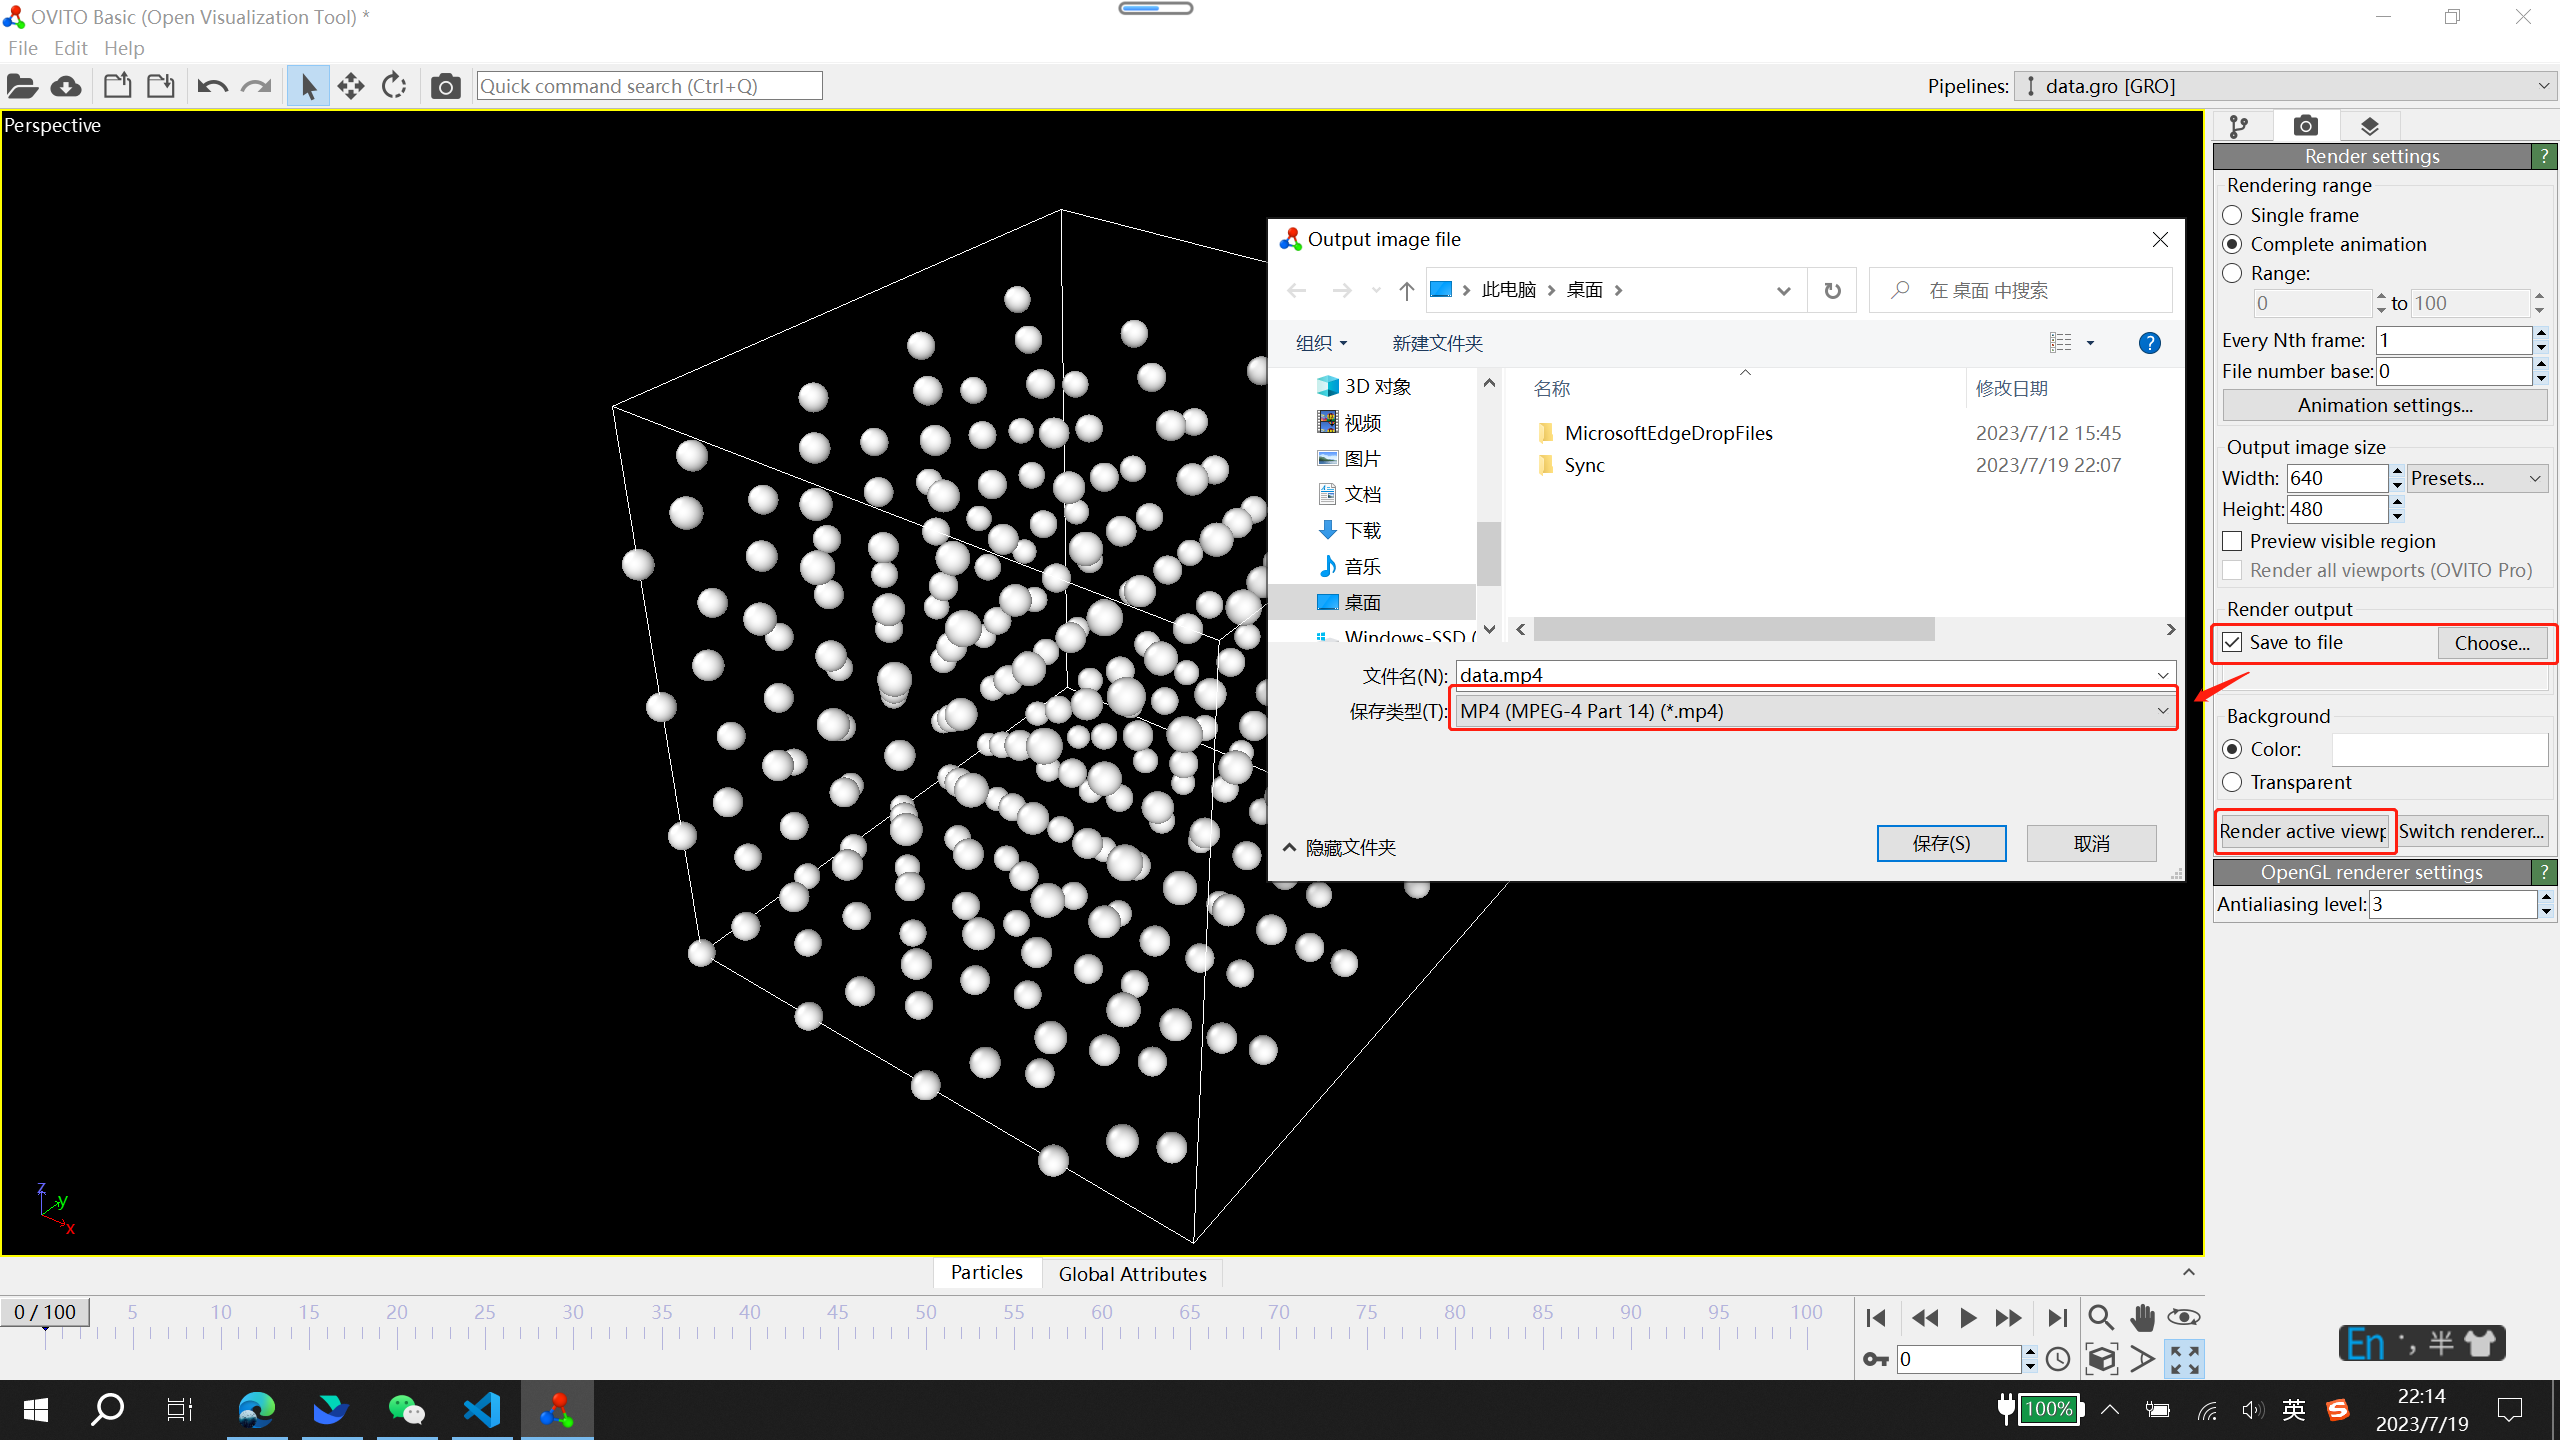 OVITO Basic (Open Visualization Tool) *
File Edit Help
Quick command search (Ctrl+Q)
Pipelines: data.gro [GRO]
Perspective
Render settings ?
Rendering range
Single frame
Complete animation
Range:
0 to 100
Every Nth frame: 1
File number base: 0
Animation settings...
Output image size
Width: 640 Presets...
Height: 480
Preview visible region
Render all viewports (OVITO Pro)
Render output
Save to file Choose...
Background
Color:
Transparent
Render active viewp Switch renderer...
OpenGL renderer settings ?
Antialiasing level: 3
Output image file
此电脑 桌面
在 桌面 中搜索
组织 新建文件夹 ?
3D 对象
视频
图片
文档
下载
音乐
桌面
Windows-SSD (
名称 修改日期
MicrosoftEdgeDropFiles 2023/7/12 15:45
Sync 2023/7/19 22:07
文件名(N): data.mp4
保存类型(T): MP4 (MPEG-4 Part 14) (*.mp4)
隐藏文件夹 保存(S) 取消
z
y
x
Particles Global Attributes
0 / 100 5 10 15 20 25 30 35 40 45 50 55 60 65 70 75 80 85 90 95 100
0
En 半
100% 英
22:14
2023/7/19